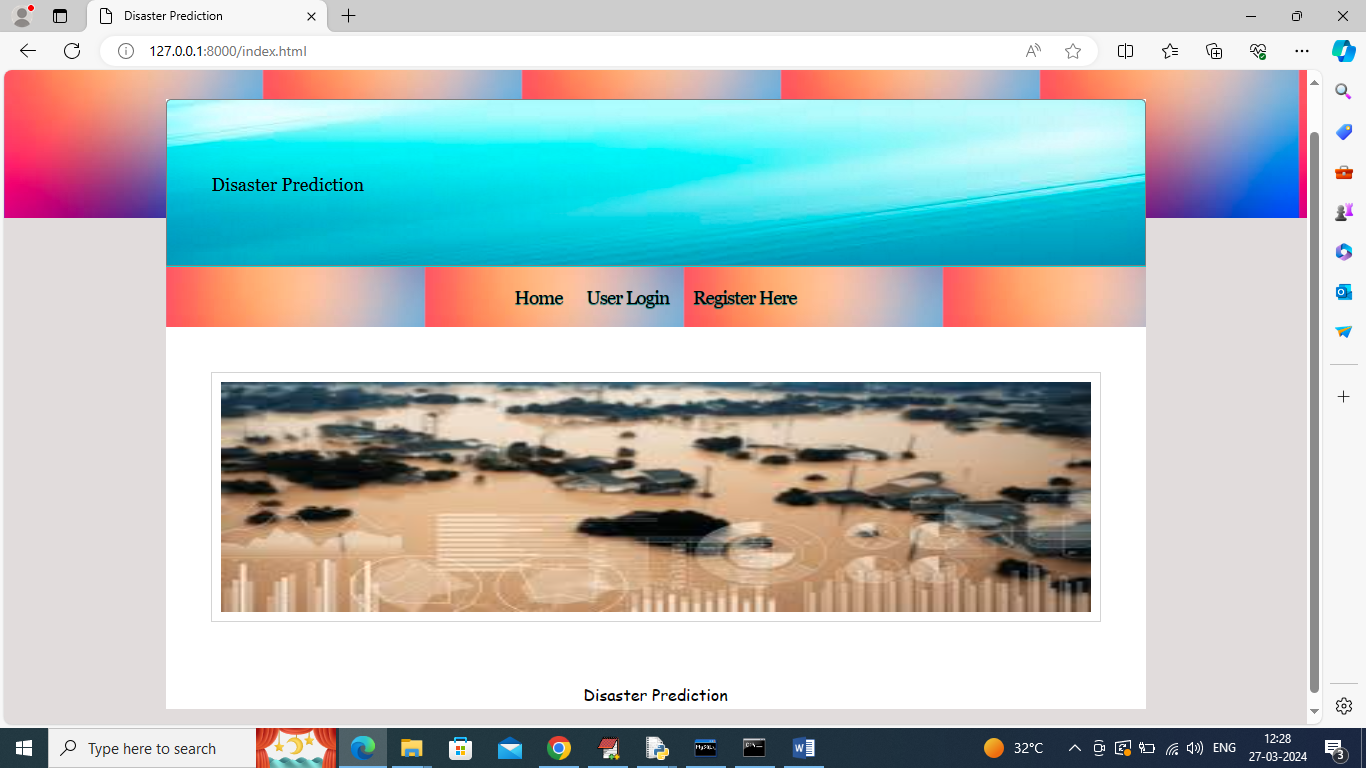 Disaster Prediction
127.0.0.1:8000/index.html
Disaster Prediction
Home User Login Register Here
Disaster Prediction
Type here to search
32°C
ENG
12:28
27-03-2024
3